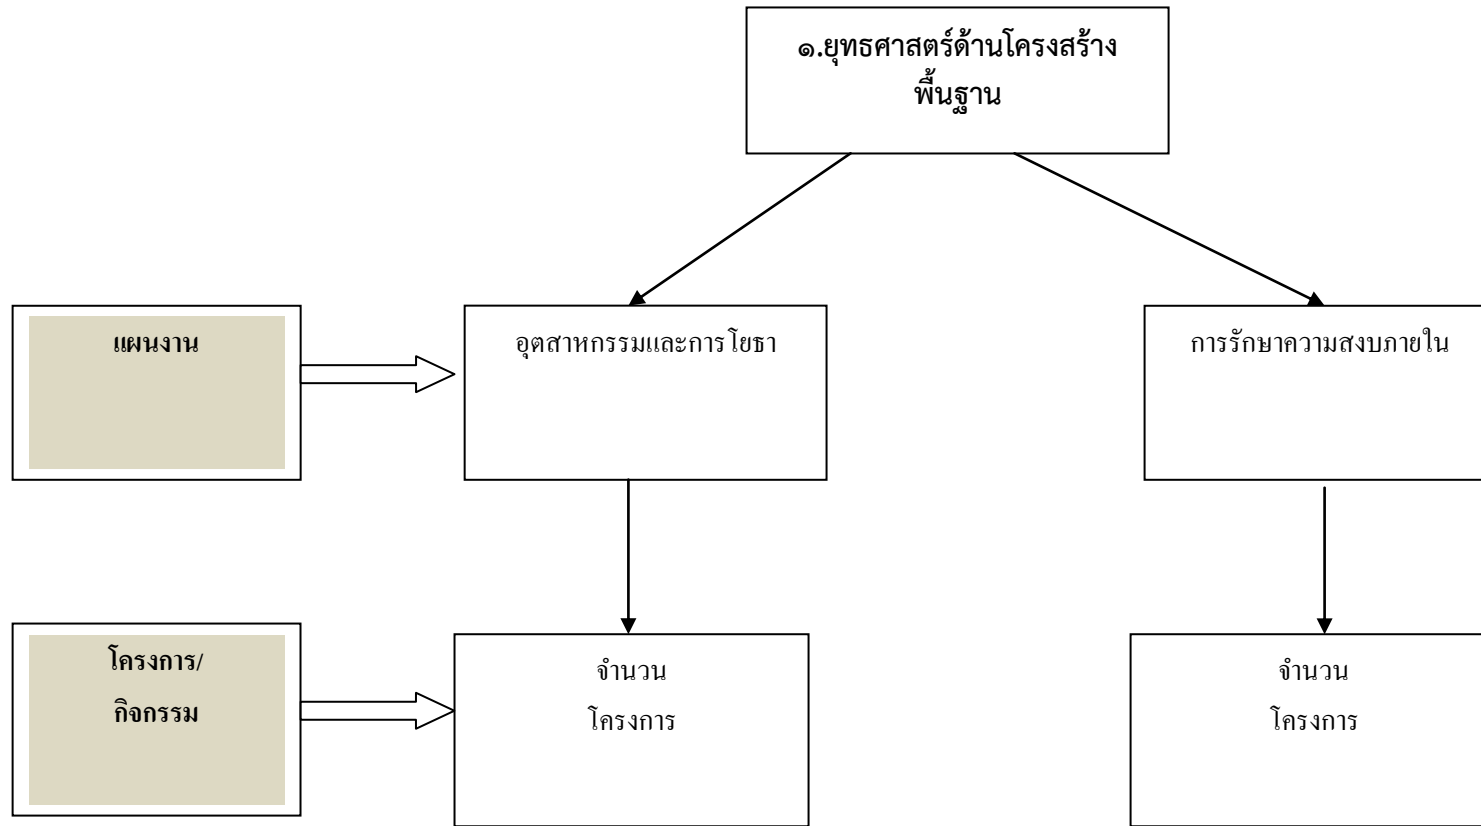 ๑.ยุทธศาสตร์ด้านโครงสร้าง
พื้นฐาน
แผนงาน
อุตสาหกรรมและการโยธา
การรักษาความสงบภายใน
โครงการ/
กิจกรรม
จำนวน
โครงการ
จำนวน
โครงการ